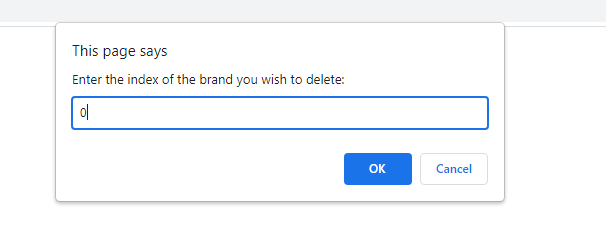 This page says
Enter the index of the brand you wish to delete:
0
OK Cancel